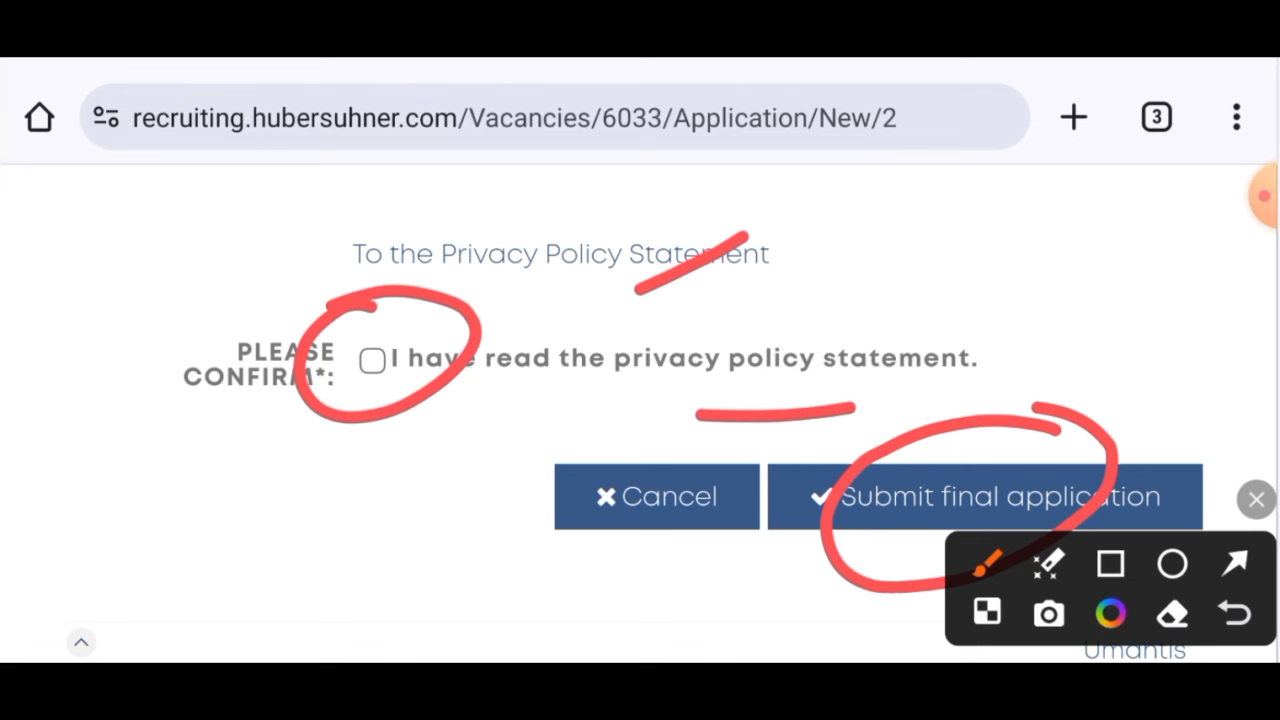 recruiting.hubersuhner.com/Vacancies/6033/Application/New/2
3
To the Privacy Policy Statement
PLEASE
CONFIRM*:
I have read the privacy policy statement.
Cancel
Submit final application
Umantis